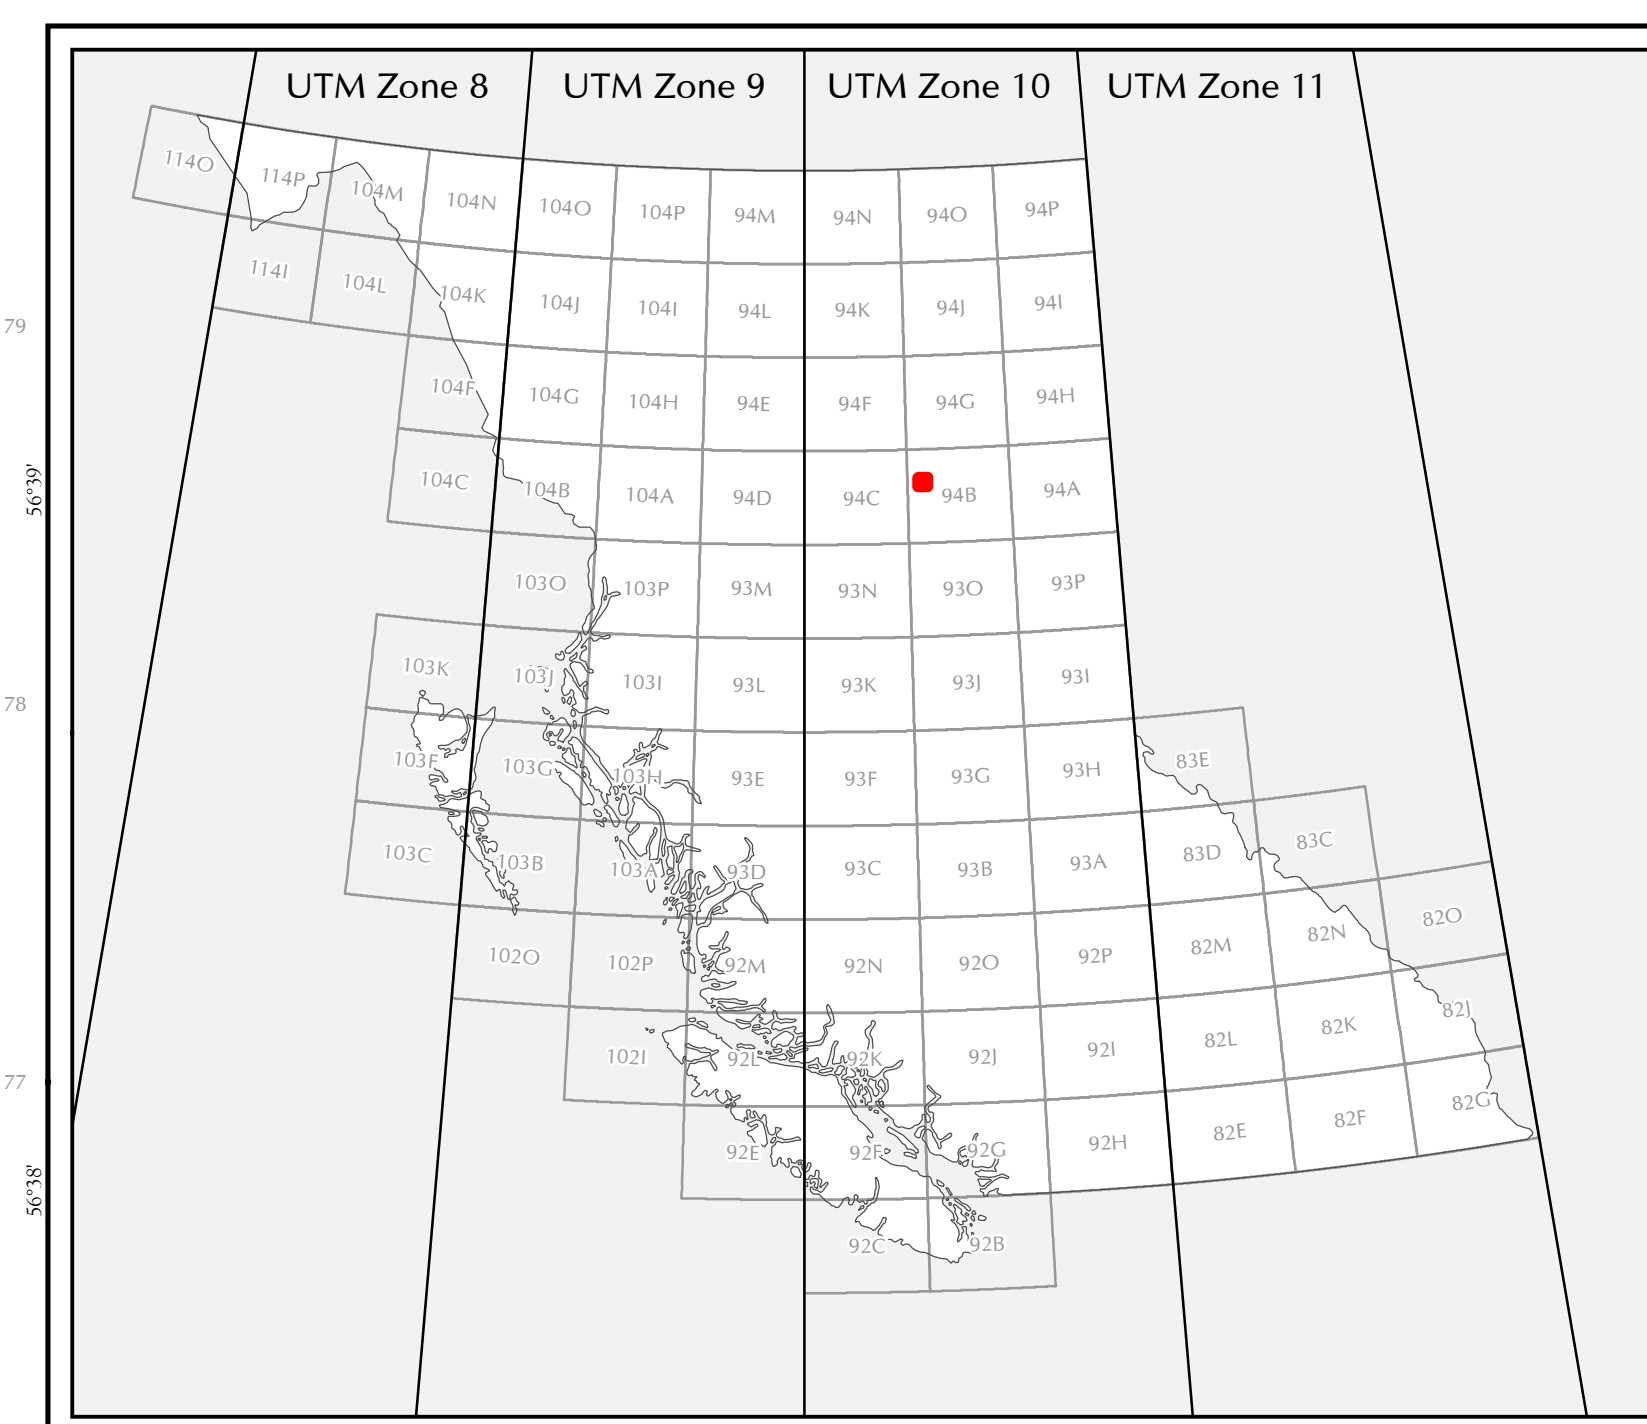 UTM Zone 8 UTM Zone 9 UTM Zone 10 UTM Zone 11
114O 114P 104M 104N 104O 104P 94M 94N 94O 94P
114I 104L 104K 104J 104I 94L 94K 94J 94I
79
104F 104G 104H 94E 94F 94G 94H
56°39'
104C 104B 104A 94D 94C 94B 94A
103O 103P 93M 93N 93O 93P
103K 103J 103I 93L 93K 93J 93I
78
103F 103G 103H 93E 93F 93G 93H 83E
103C 103B 103A 93D 93C 93B 93A 83D 83C
102O 102P 92M 92N 92O 92P 82M 82N 82O
102I 92L 92K 92J 92I 82L 82K 82J
77
92E 92F 92G 92H 82E 82F 82G
56°38'
92C 92B